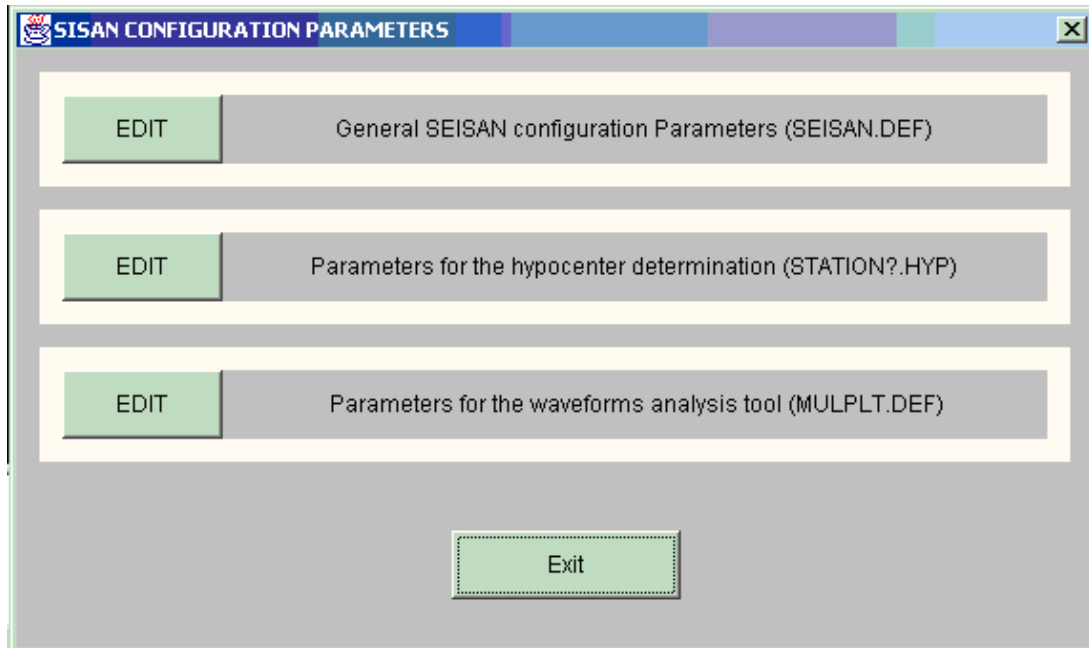 SISAN CONFIGURATION PARAMETERS
EDIT General SEISAN configuration Parameters (SEISAN.DEF)
EDIT Parameters for the hypocenter determination (STATION?.HYP)
EDIT Parameters for the waveforms analysis tool (MULPLT.DEF)
Exit